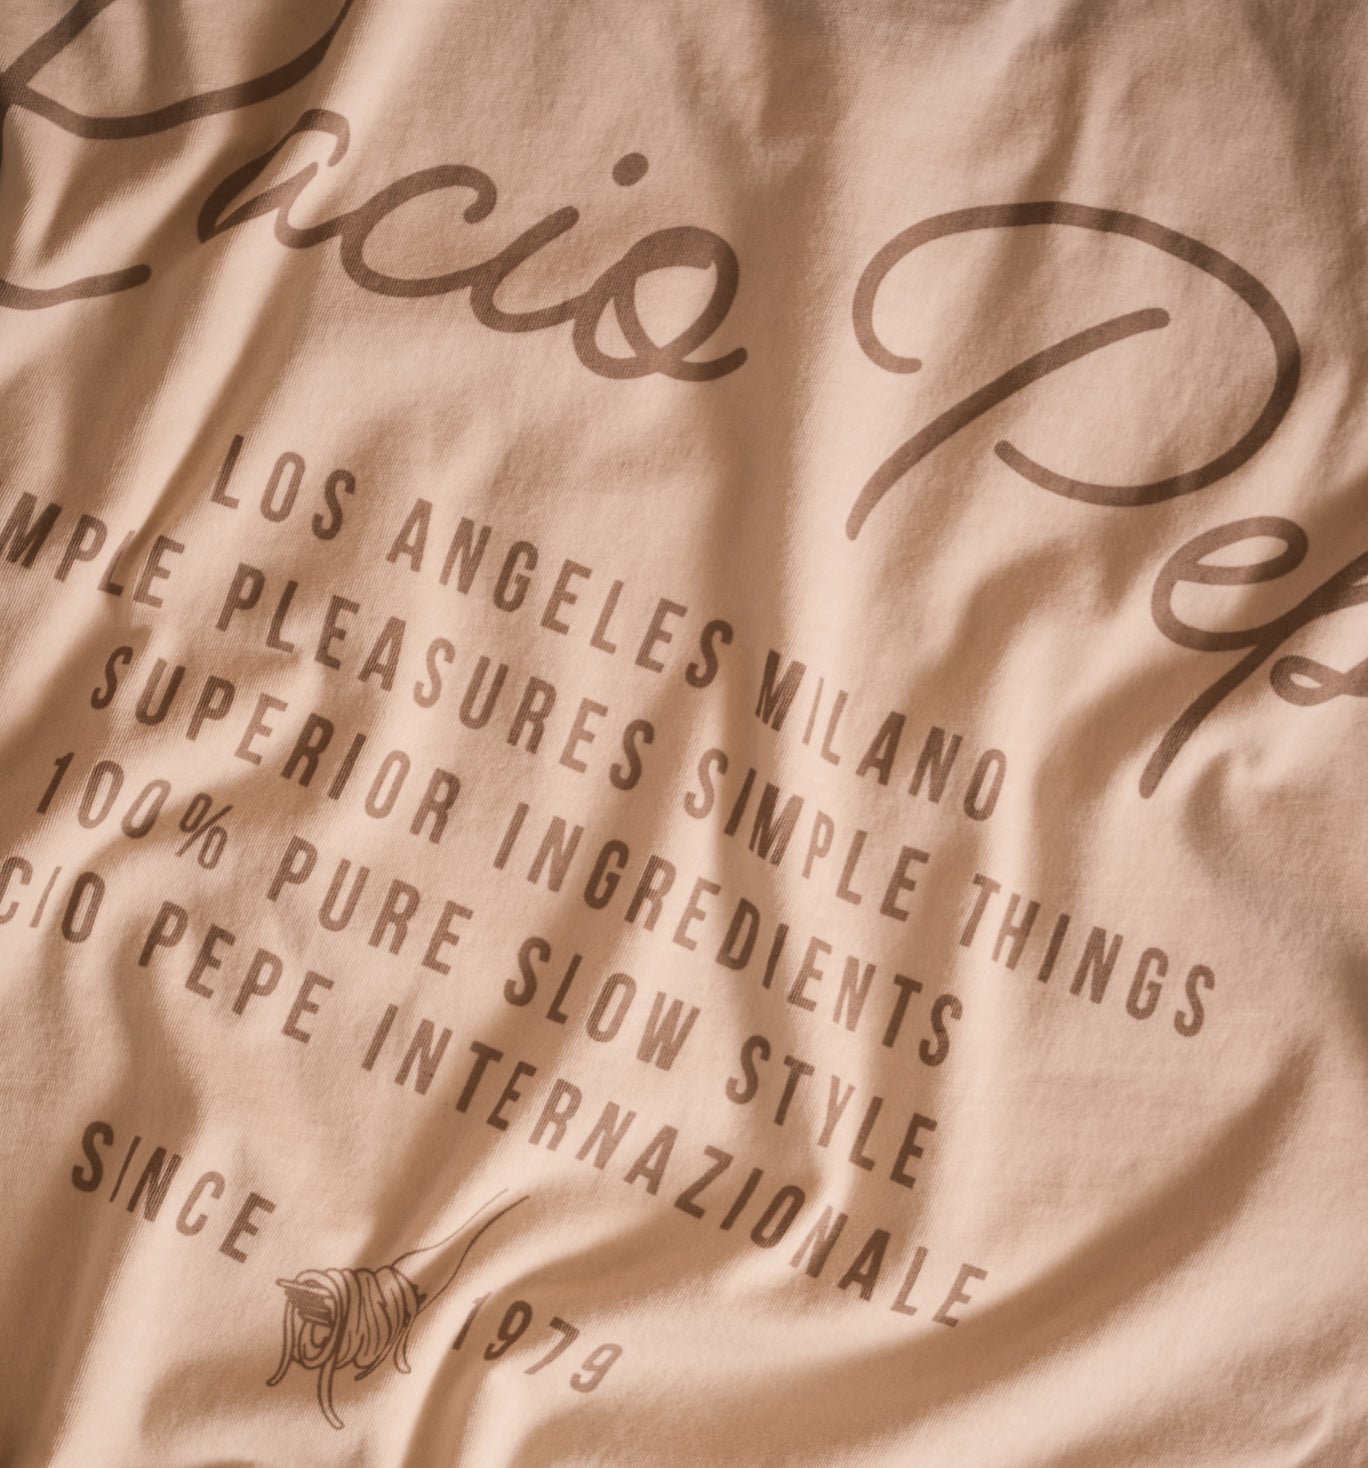 Cacio Pep
LOS ANGELES MILANO
MPLE PLEASURES SIMPLE THINGS
SUPERIOR INGREDIENTS
100% PURE SLOW STYLE
CIO PEPE INTERNAZIONALE
SINCE 1979